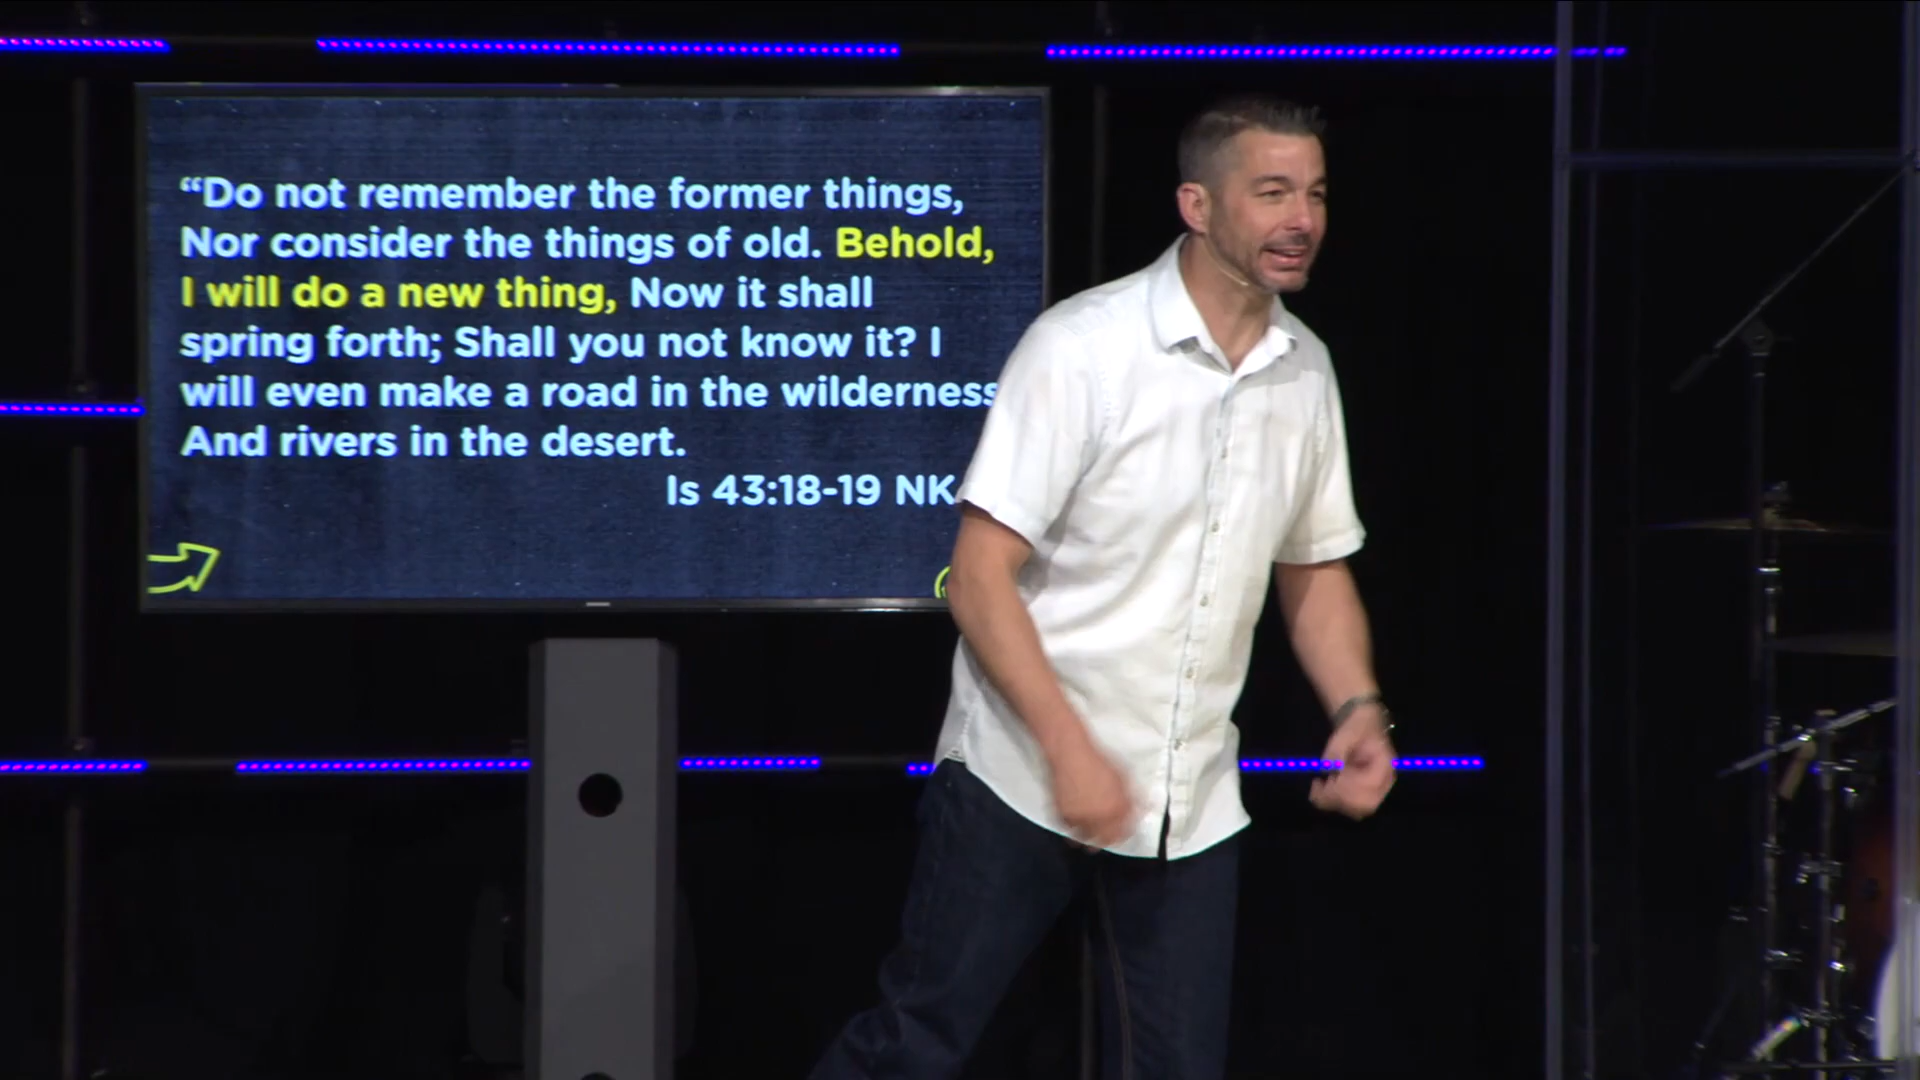 “Do not remember the former things,
Nor consider the things of old. Behold,
I will do a new thing, Now it shall
spring forth; Shall you not know it? I
will even make a road in the wilderness
And rivers in the desert.
Is 43:18-19 NK